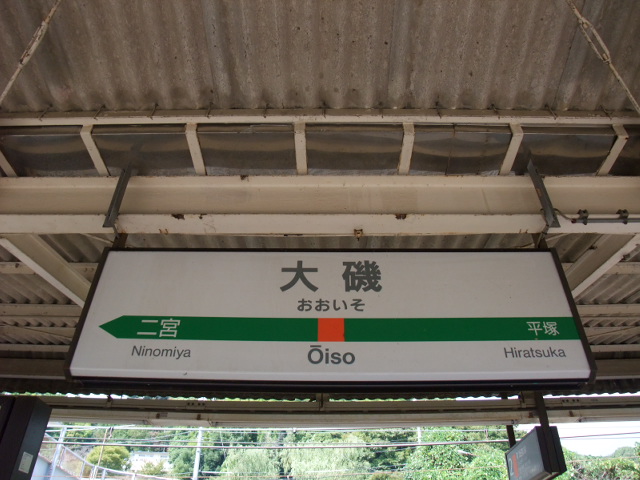 大磯
おおいそ
二宮 平塚
Ninomiya Ōiso Hiratsuka